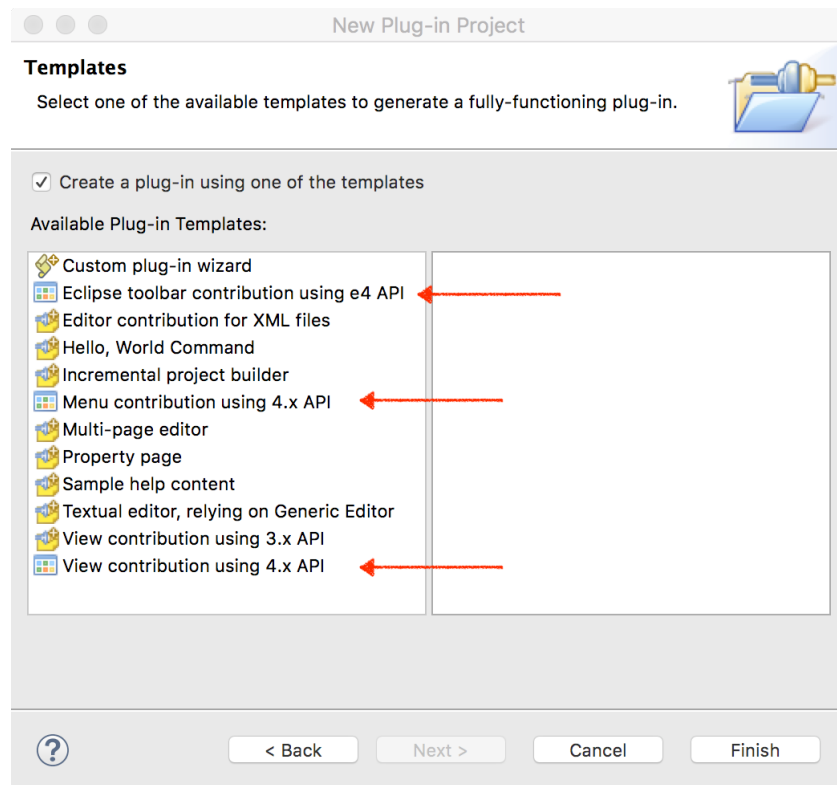 New Plug-in Project
Templates
Select one of the available templates to generate a fully-functioning plug-in.
Create a plug-in using one of the templates
Available Plug-in Templates:
Custom plug-in wizard
Eclipse toolbar contribution using e4 API
Editor contribution for XML files
Hello, World Command
Incremental project builder
Menu contribution using 4.x API
Multi-page editor
Property page
Sample help content
Textual editor, relying on Generic Editor
View contribution using 3.x API
View contribution using 4.x API
? < Back Next > Cancel Finish